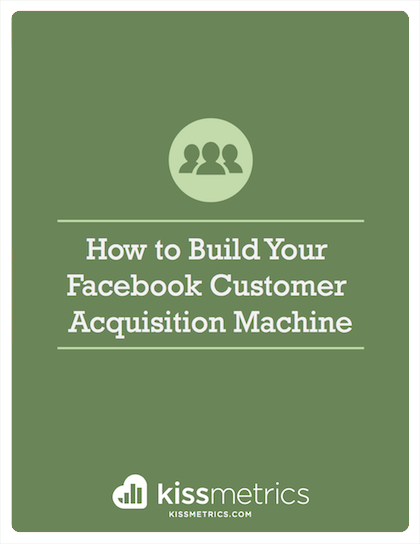 How to Build Your
Facebook Customer
Acquisition Machine
kissmetrics
KISSMETRICS.COM